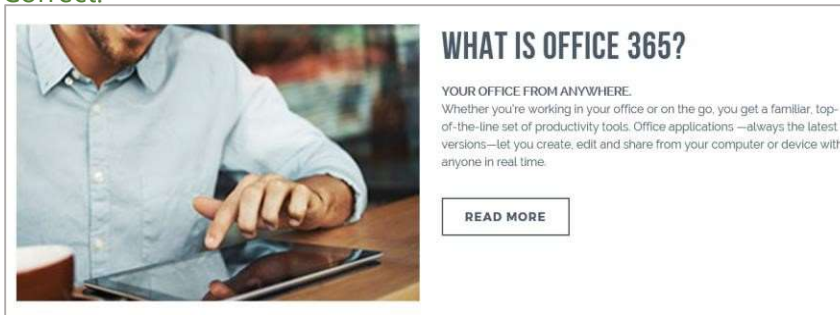 Correct.
WHAT IS OFFICE 365?
YOUR OFFICE FROM ANYWHERE.
Whether you're working in your office or on the go, you get a familiar, top-
of-the-line set of productivity tools. Office applications —always the latest
versions—let you create, edit and share from your computer or device with
anyone in real time.
READ MORE